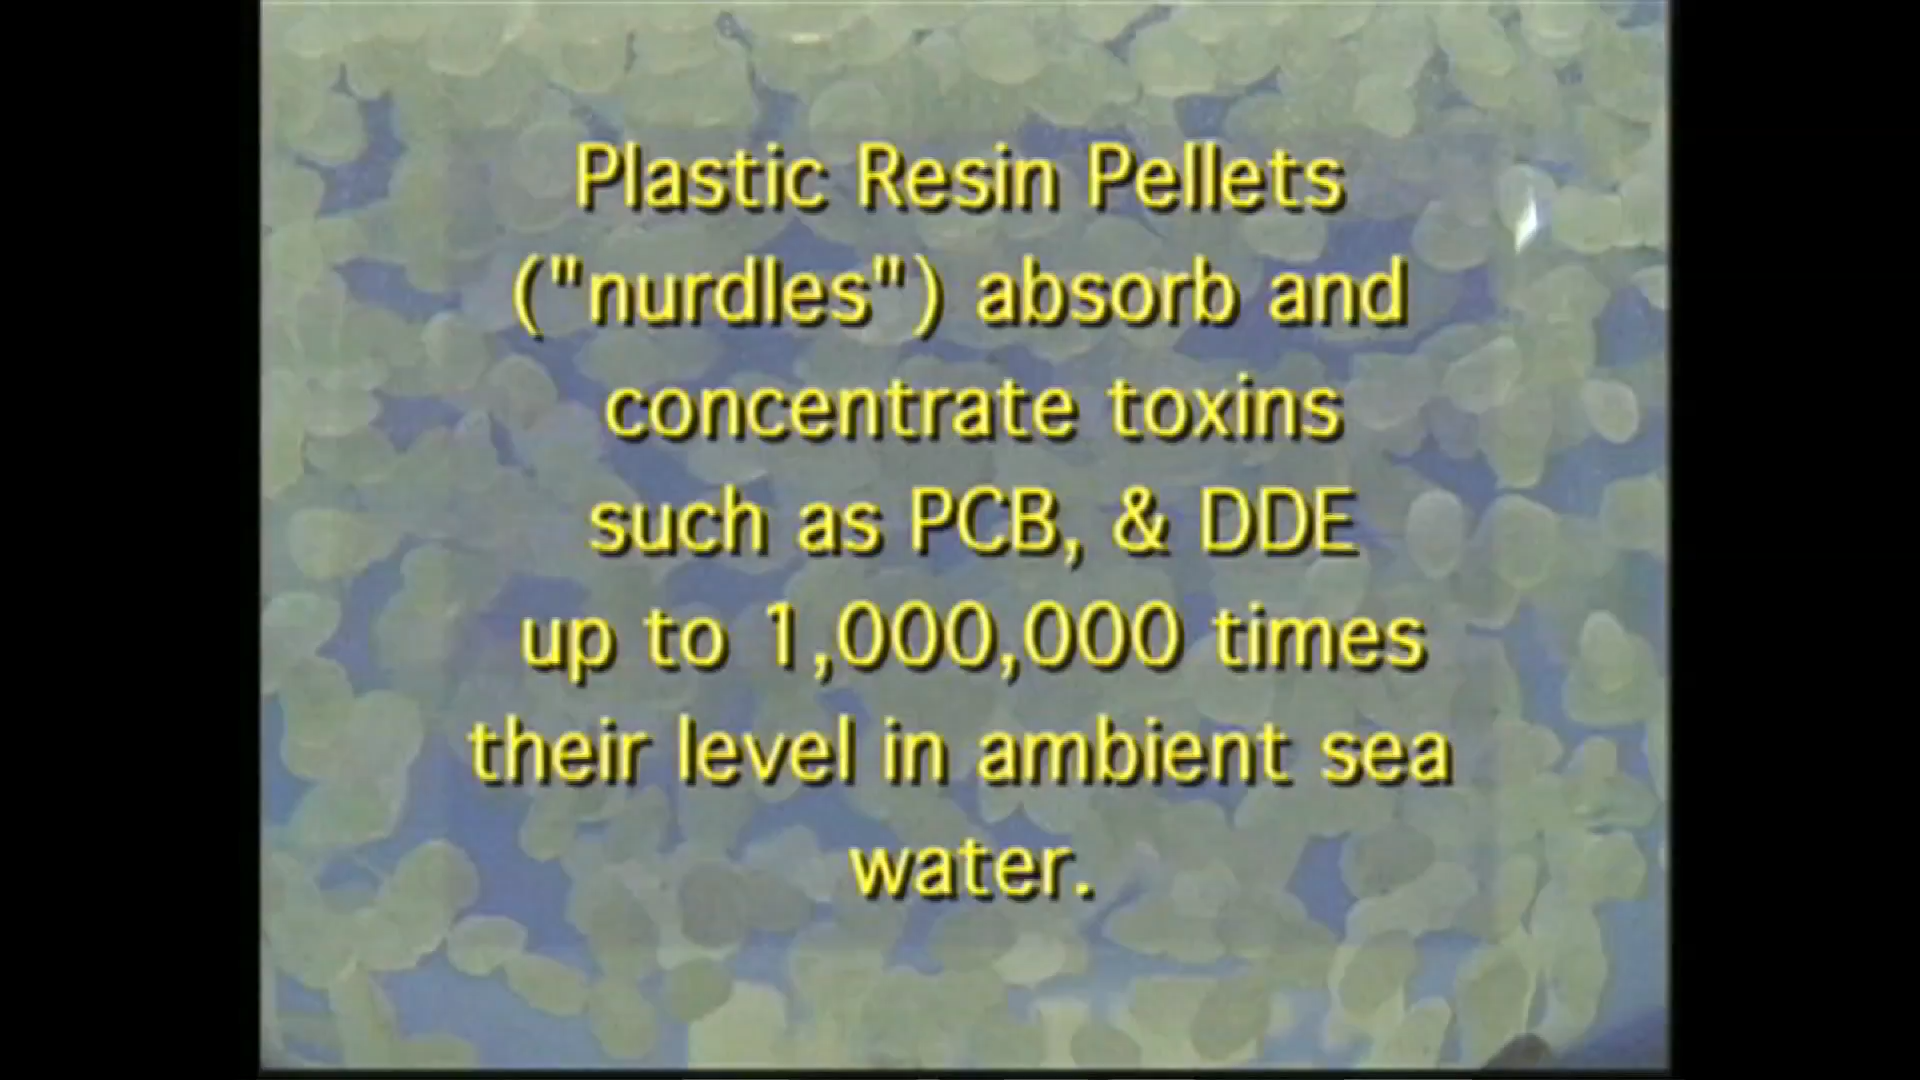 Plastic Resin Pellets
("nurdles") absorb and
concentrate toxins
such as PCB, & DDE
up to 1,000,000 times
their level in ambient sea
water.